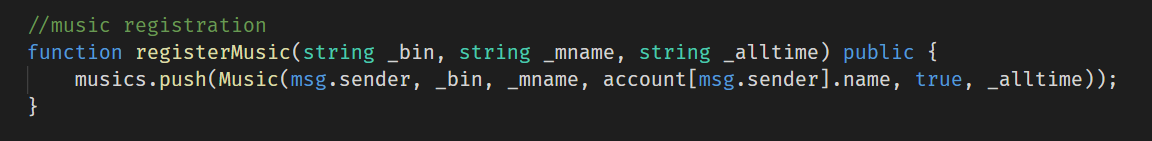 //music registration
function registerMusic(string _bin, string _mname, string _alltime) public {
    musics.push(Music(msg.sender, _bin, _mname, account[msg.sender].name, true, _alltime));
}